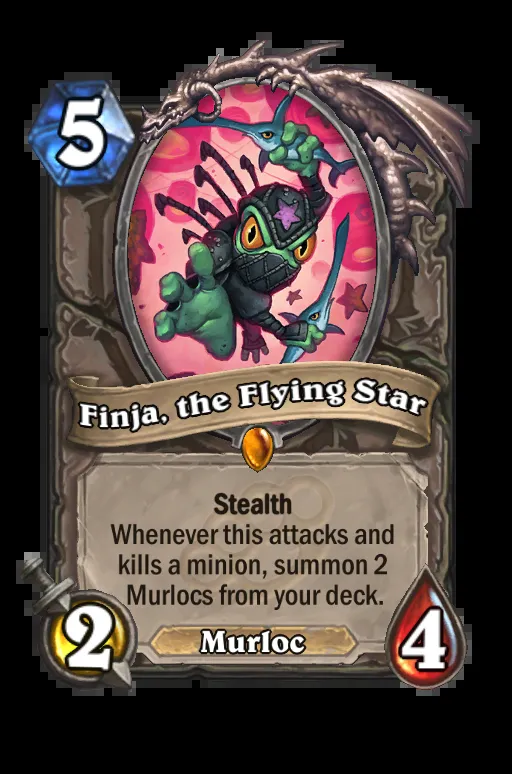 5
Finja, the Flying Star
Stealth
Whenever this attacks and
kills a minion, summon 2
Murlocs from your deck.
2
Murloc
4